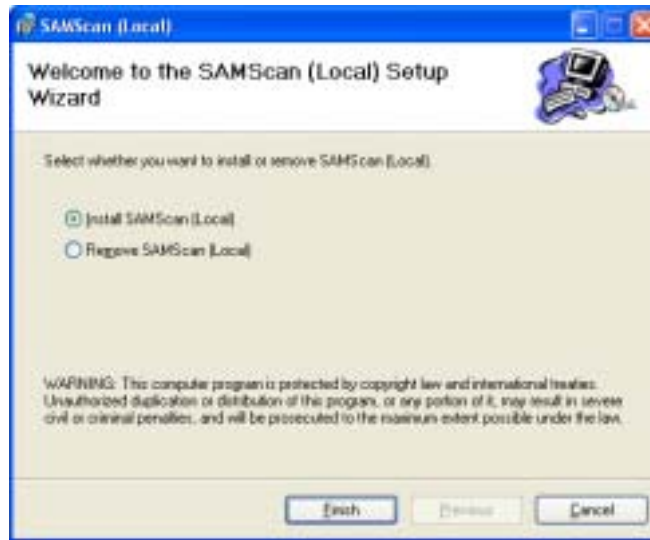 SAMScan (Local)
Welcome to the SAMScan (Local) Setup
Wizard
Select whether you want to install or remove SAMScan (Local).
Install SAMScan (Local)
Remove SAMScan (Local)
WARNING: This computer program is protected by copyright law and international treaties.
Unauthorized duplication or distribution of this program, or any portion of it, may result in severe
civil or criminal penalties, and will be prosecuted to the maximum extent possible under the law.
Finish
Previous
Cancel